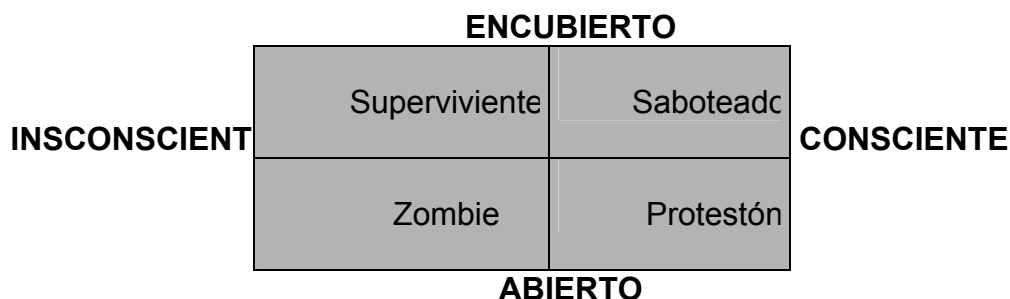 ENCUBIERTO
Superviviente Saboteadc
INSCONSCIENT CONSCIENTE
Zombie Protestón
ABIERTO